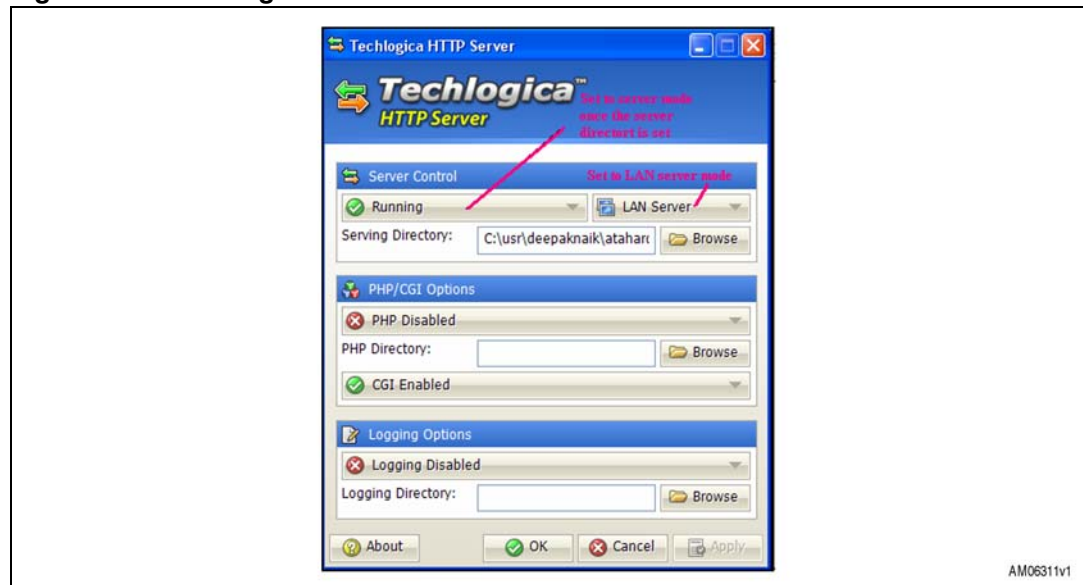 Techlogica HTTP Server
Techlogica™
HTTP Server
Set to server mode
once the server
directort is set
Server Control
Set to LAN server mode
Running
LAN Server
Serving Directory:
C:\usr\deepaknaik\atahar
Browse
PHP/CGI Options
PHP Disabled
PHP Directory:
Browse
CGI Enabled
Logging Options
Logging Disabled
Logging Directory:
Browse
About
OK
Cancel
Apply
AM06311v1